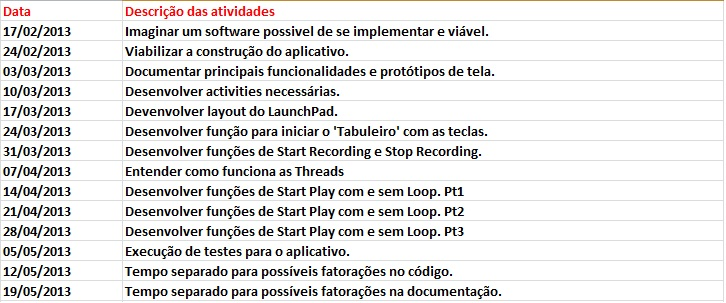 Data Descrição das atividades
17/02/2013 Imaginar um software possivel de se implementar e viável.
24/02/2013 Viabilizar a construção do aplicativo.
03/03/2013 Documentar principais funcionalidades e protótipos de tela.
10/03/2013 Desenvolver activities necessárias.
17/03/2013 Devenvolver layout do LaunchPad.
24/03/2013 Desenvolver função para iniciar o 'Tabuleiro' com as teclas.
31/03/2013 Desenvolver funções de Start Recording e Stop Recording.
07/04/2013 Entender como funciona as Threads
14/04/2013 Desenvolver funções de Start Play com e sem Loop. Pt1
21/04/2013 Desenvolver funções de Start Play com e sem Loop. Pt2
28/04/2013 Desenvolver funções de Start Play com e sem Loop. Pt3
05/05/2013 Execução de testes para o aplicativo.
12/05/2013 Tempo separado para possíveis fatorações no código.
19/05/2013 Tempo separado para possíveis fatorações na documentação.